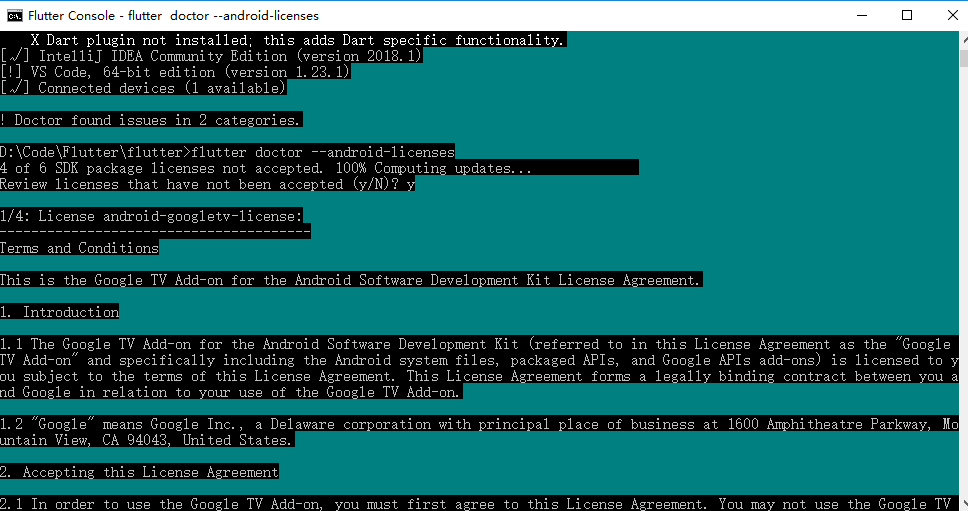 Flutter Console - flutter  doctor --android-licenses
X Dart plugin not installed; this adds Dart specific functionality.
[√] IntelliJ IDEA Community Edition (version 2018.1)
[!] VS Code, 64-bit edition (version 1.23.1)
[√] Connected devices (1 available)
! Doctor found issues in 2 categories.
D:\Code\Flutter\flutter>flutter doctor --android-licenses
4 of 6 SDK package licenses not accepted. 100% Computing updates...
Review licenses that have not been accepted (y/N)? y
1/4: License android-googletv-license:
---------------------------------------
Terms and Conditions
This is the Google TV Add-on for the Android Software Development Kit License Agreement.
1. Introduction
1.1 The Google TV Add-on for the Android Software Development Kit (referred to in this License Agreement as the "Google
TV Add-on" and specifically including the Android system files, packaged APIs, and Google APIs add-ons) is licensed to y
ou subject to the terms of this License Agreement. This License Agreement forms a legally binding contract between you a
nd Google in relation to your use of the Google TV Add-on.
1.2 "Google" means Google Inc., a Delaware corporation with principal place of business at 1600 Amphitheatre Parkway, Mo
untain View, CA 94043, United States.
2. Accepting this License Agreement
2.1 In order to use the Google TV Add-on, you must first agree to this License Agreement. You may not use the Google TV